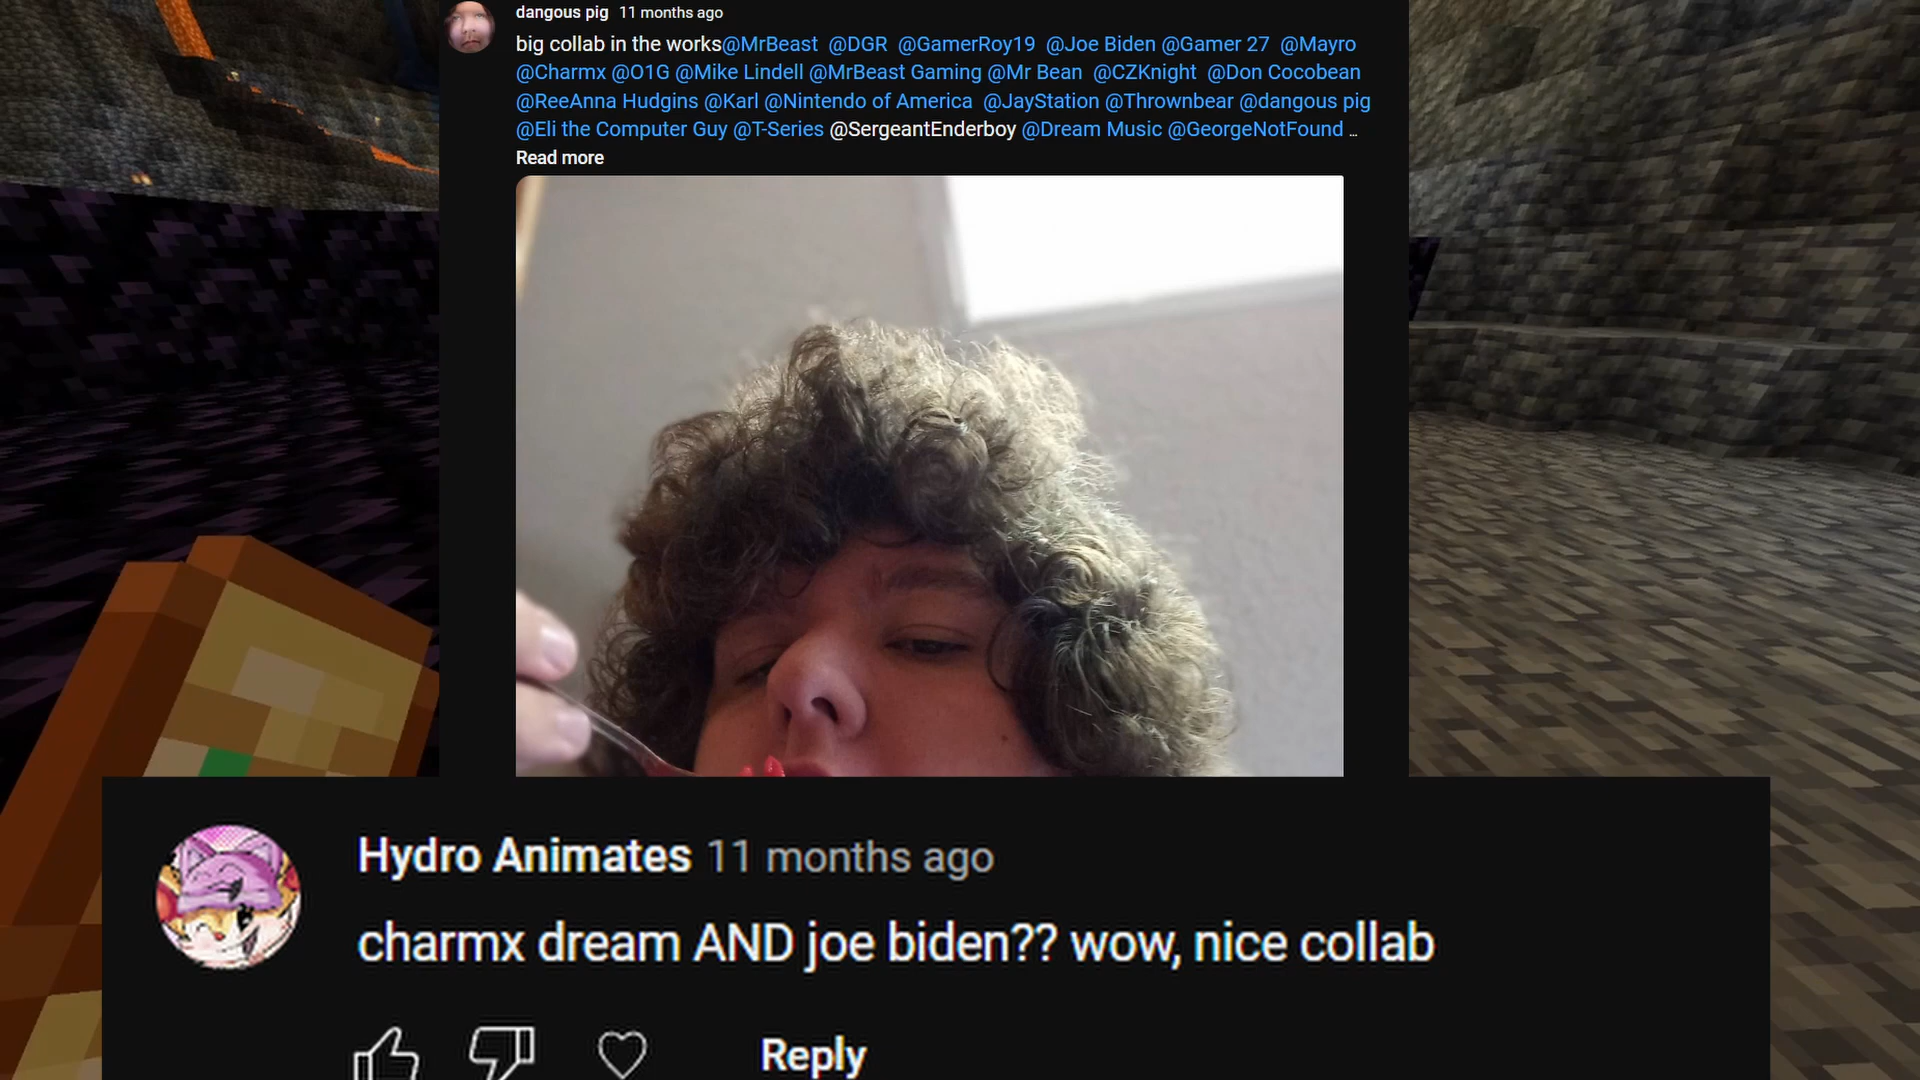 dangous pig 11 months ago
big collab in the works@MrBeast @DGR @GamerRoy19 @Joe Biden @Gamer 27 @Mayro
@Charmx @O1G @Mike Lindell @MrBeast Gaming @Mr Bean @CZKnight @Don Cocobean
@ReeAnna Hudgins @Karl @Nintendo of America @JayStation @Thrownbear @dangous pig
@Eli the Computer Guy @T-Series @SergeantEnderboy @Dream Music @GeorgeNotFound ...
Read more
Hydro Animates 11 months ago
charmx dream AND joe biden?? wow, nice collab
Reply